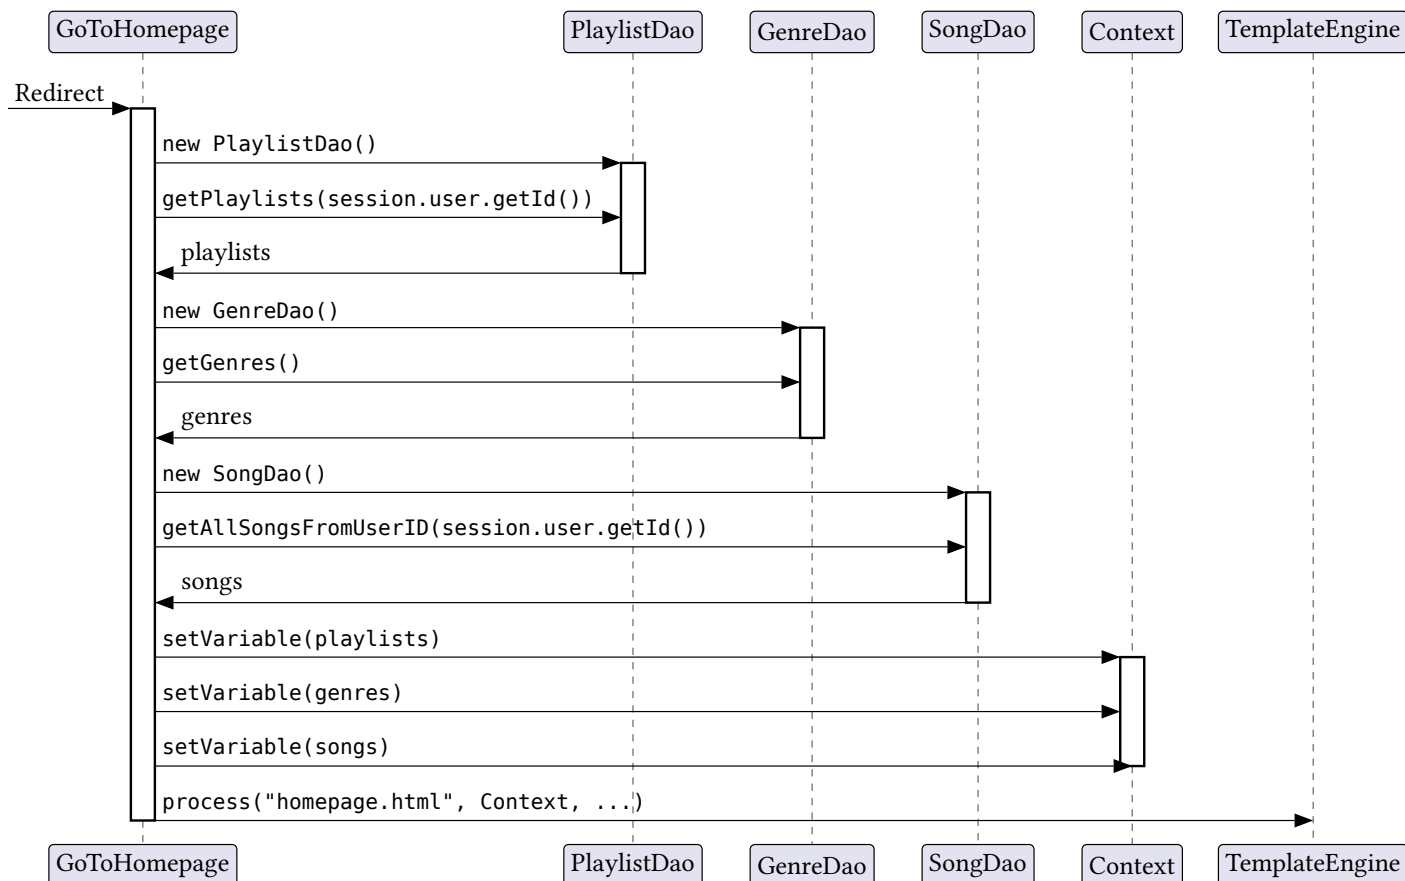 GoToHomepage PlaylistDao GenreDao SongDao Context TemplateEngine
Redirect
new PlaylistDao()
getPlaylists(session.user.getId())
playlists
new GenreDao()
getGenres()
genres
new SongDao()
getAllSongsFromUserID(session.user.getId())
songs
setVariable(playlists)
setVariable(genres)
setVariable(songs)
process("homepage.html", Context, ...)
GoToHomepage PlaylistDao GenreDao SongDao Context TemplateEngine